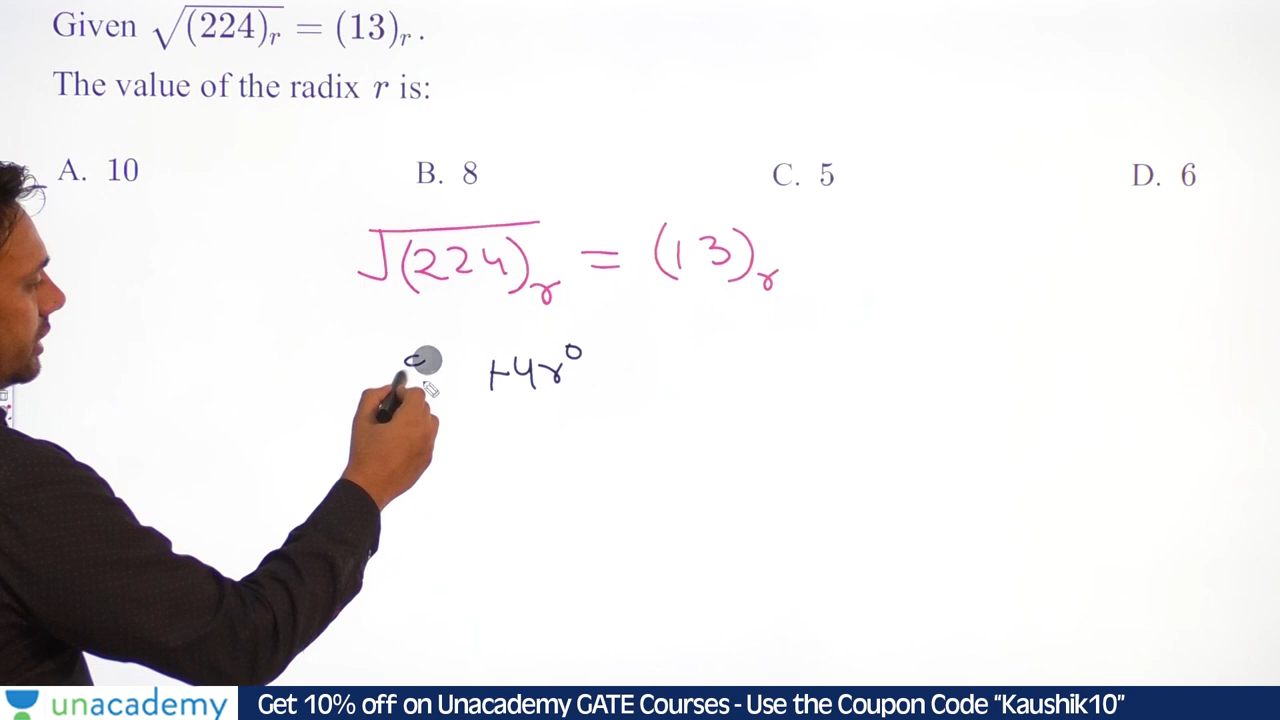 Given √(224)ᵣ = (13)ᵣ.
The value of the radix r is:
A. 10 B. 8 C. 5 D. 6
√(224)ᵣ = (13)ᵣ
+4r⁰
unacademy
Get 10% off on Unacademy GATE Courses - Use the Coupon Code “Kaushik10”